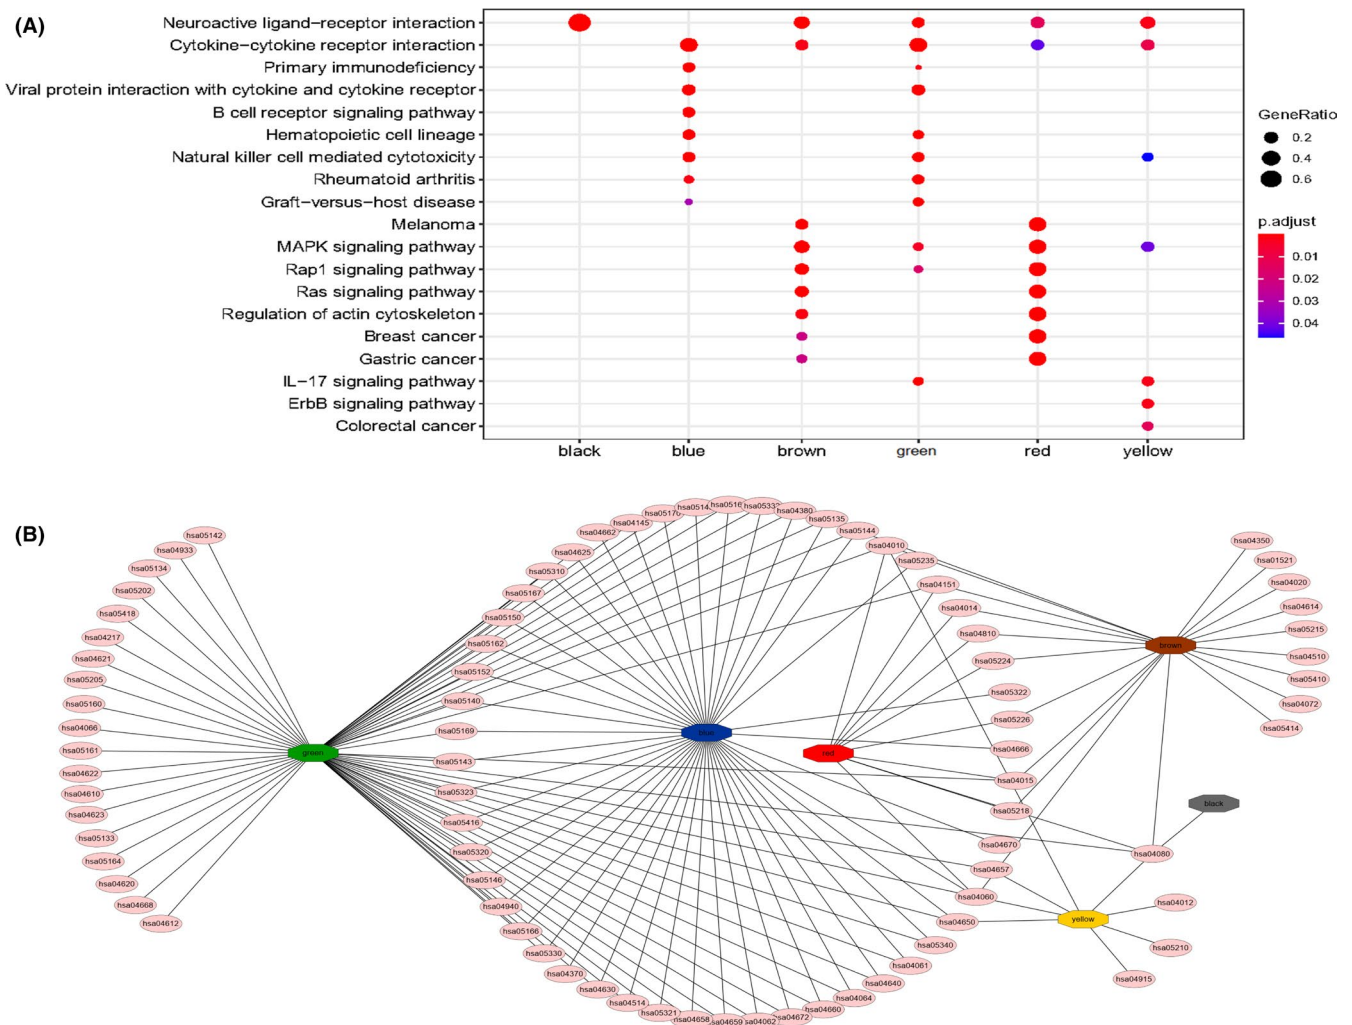 (A)
Neuroactive ligand−receptor interaction
Cytokine−cytokine receptor interaction
Primary immunodeficiency
Viral protein interaction with cytokine and cytokine receptor
B cell receptor signaling pathway
Hematopoietic cell lineage
Natural killer cell mediated cytotoxicity
Rheumatoid arthritis
Graft−versus−host disease
Melanoma
MAPK signaling pathway
Rap1 signaling pathway
Ras signaling pathway
Regulation of actin cytoskeleton
Breast cancer
Gastric cancer
IL−17 signaling pathway
ErbB signaling pathway
Colorectal cancer
black blue brown green red yellow
GeneRatio
0.2
0.4
0.6
p.adjust
0.01
0.02
0.03
0.04
(B)
hsa05142
hsa04933
hsa05134
hsa05202
hsa05418
hsa04217
hsa04621
hsa05205
hsa05160
hsa04066
hsa05161
hsa04622
hsa04610
hsa04623
hsa05133
hsa05164
hsa04620
hsa04668
hsa04612
green
hsa04380
hsa05135
hsa05144
hsa04010
hsa05235
hsa04151
hsa04014
hsa04810
hsa05224
hsa05322
hsa05226
hsa04666
hsa04015
hsa05218
hsa04670
hsa04657
hsa04060
hsa04650
hsa05340
hsa04061
hsa04640
hsa04064
hsa04660
hsa04672
hsa04062
hsa04659
hsa04658
hsa05321
hsa04514
hsa04630
hsa04370
hsa05330
hsa05166
hsa04940
hsa05146
hsa05320
hsa05416
hsa05323
hsa05143
hsa05169
hsa05140
hsa05152
hsa05162
hsa05150
hsa05167
hsa05310
hsa04625
hsa04662
hsa04145
blue
red
brown
hsa04350
hsa01521
hsa04020
hsa04614
hsa05215
hsa04510
hsa05410
hsa04072
hsa05414
black
hsa04080
yellow
hsa04012
hsa05210
hsa04915